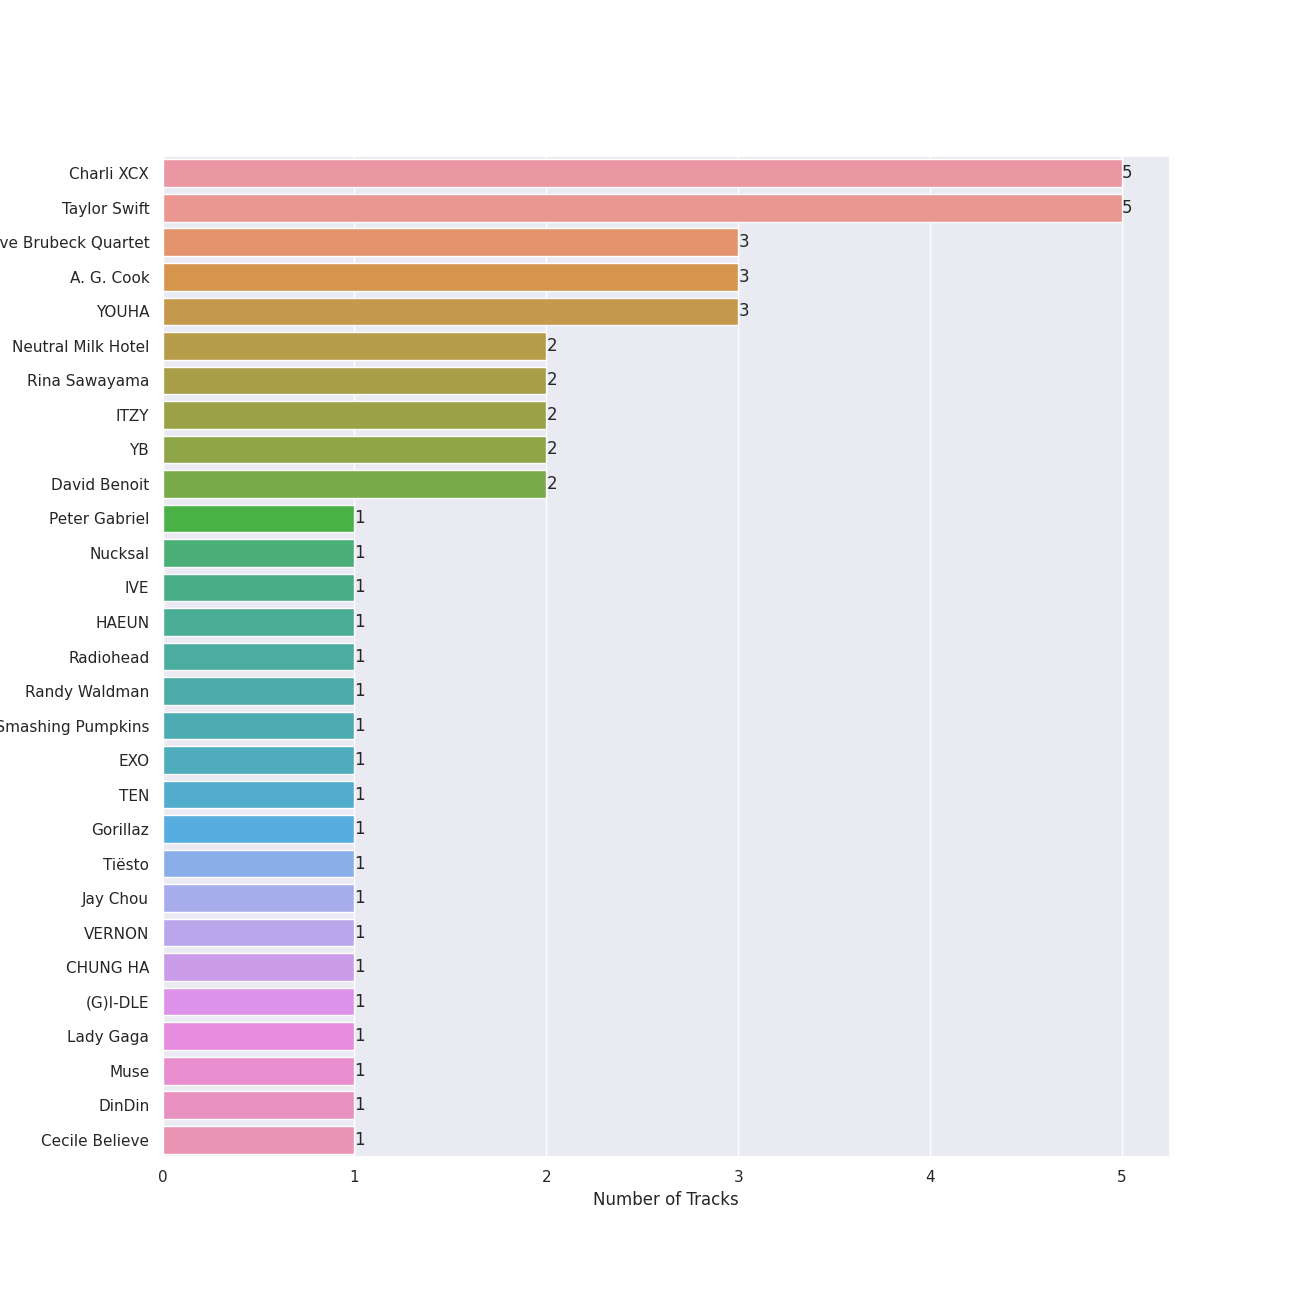 Charli XCX 5
Taylor Swift 5
ve Brubeck Quartet 3
A. G. Cook 3
YOUHA 3
Neutral Milk Hotel 2
Rina Sawayama 2
ITZY 2
YB 2
David Benoit 2
Peter Gabriel 1
Nucksal 1
IVE 1
HAEUN 1
Radiohead 1
Randy Waldman 1
Smashing Pumpkins 1
EXO 1
TEN 1
Gorillaz 1
Tiësto 1
Jay Chou 1
VERNON 1
CHUNG HA 1
(G)I-DLE 1
Lady Gaga 1
Muse 1
DinDin 1
Cecile Believe 1
0 1 2 3 4 5
Number of Tracks